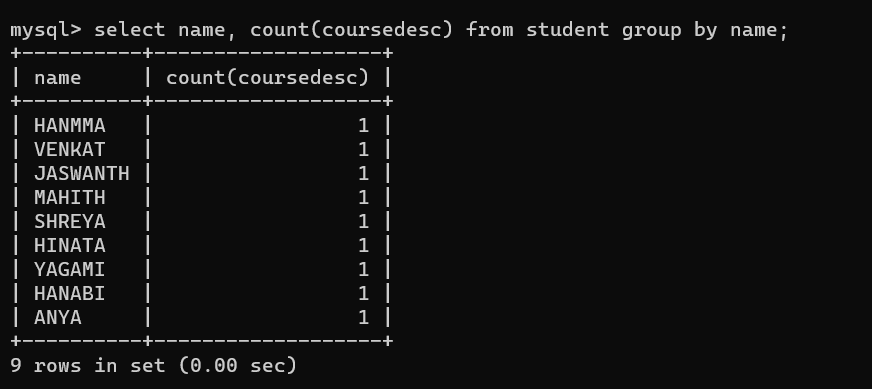 mysql> select name, count(coursedesc) from student group by name;
+----------+-------------------+
| name     | count(coursedesc) |
+----------+-------------------+
| HANMMA   |                 1 |
| VENKAT   |                 1 |
| JASWANTH |                 1 |
| MAHITH   |                 1 |
| SHREYA   |                 1 |
| HINATA   |                 1 |
| YAGAMI   |                 1 |
| HANABI   |                 1 |
| ANYA     |                 1 |
+----------+-------------------+
9 rows in set (0.00 sec)